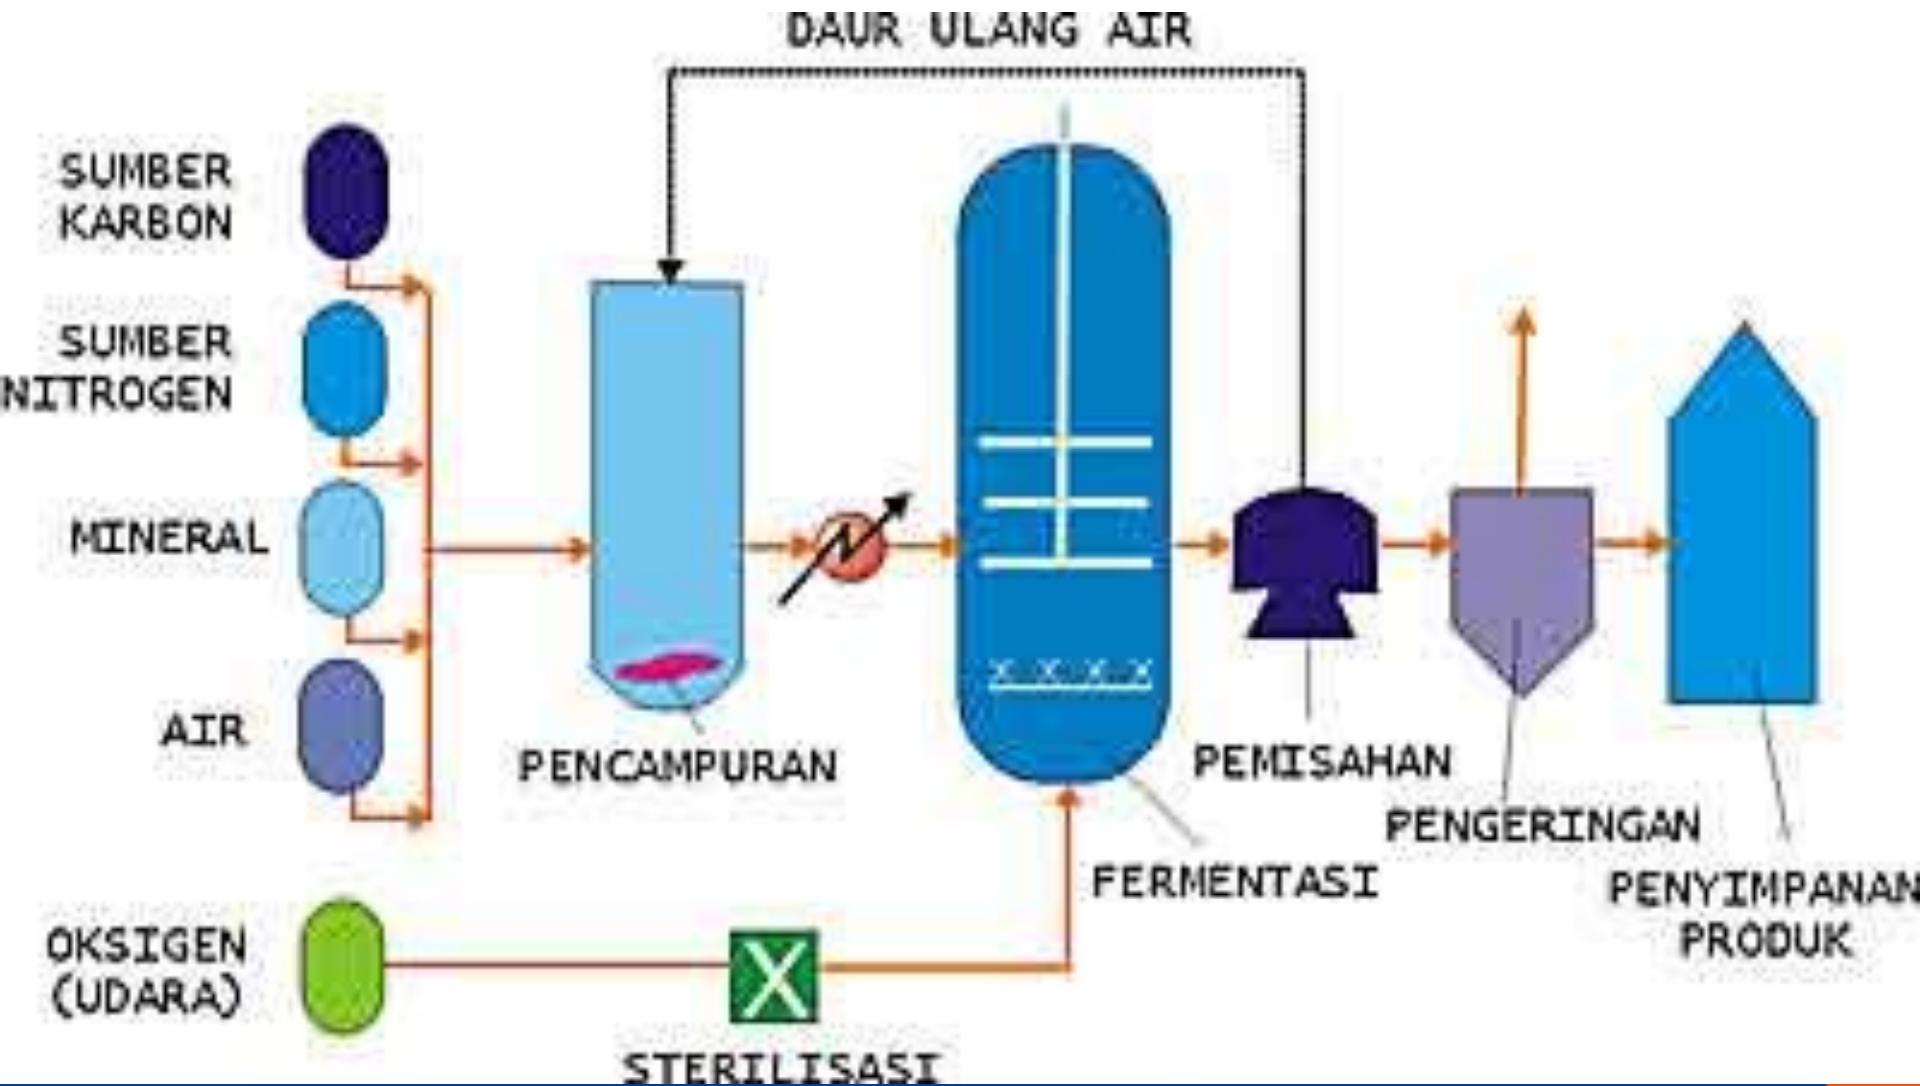 DAUR ULANG AIR
SUMBER
KARBON
SUMBER
NITROGEN
MINERAL
AIR
PENCAMPURAN
PEMISAHAN
PENGERINGAN
FERMENTASI
PENYIMPANAN
PRODUK
OKSIGEN
(UDARA)
X
STERILISASI